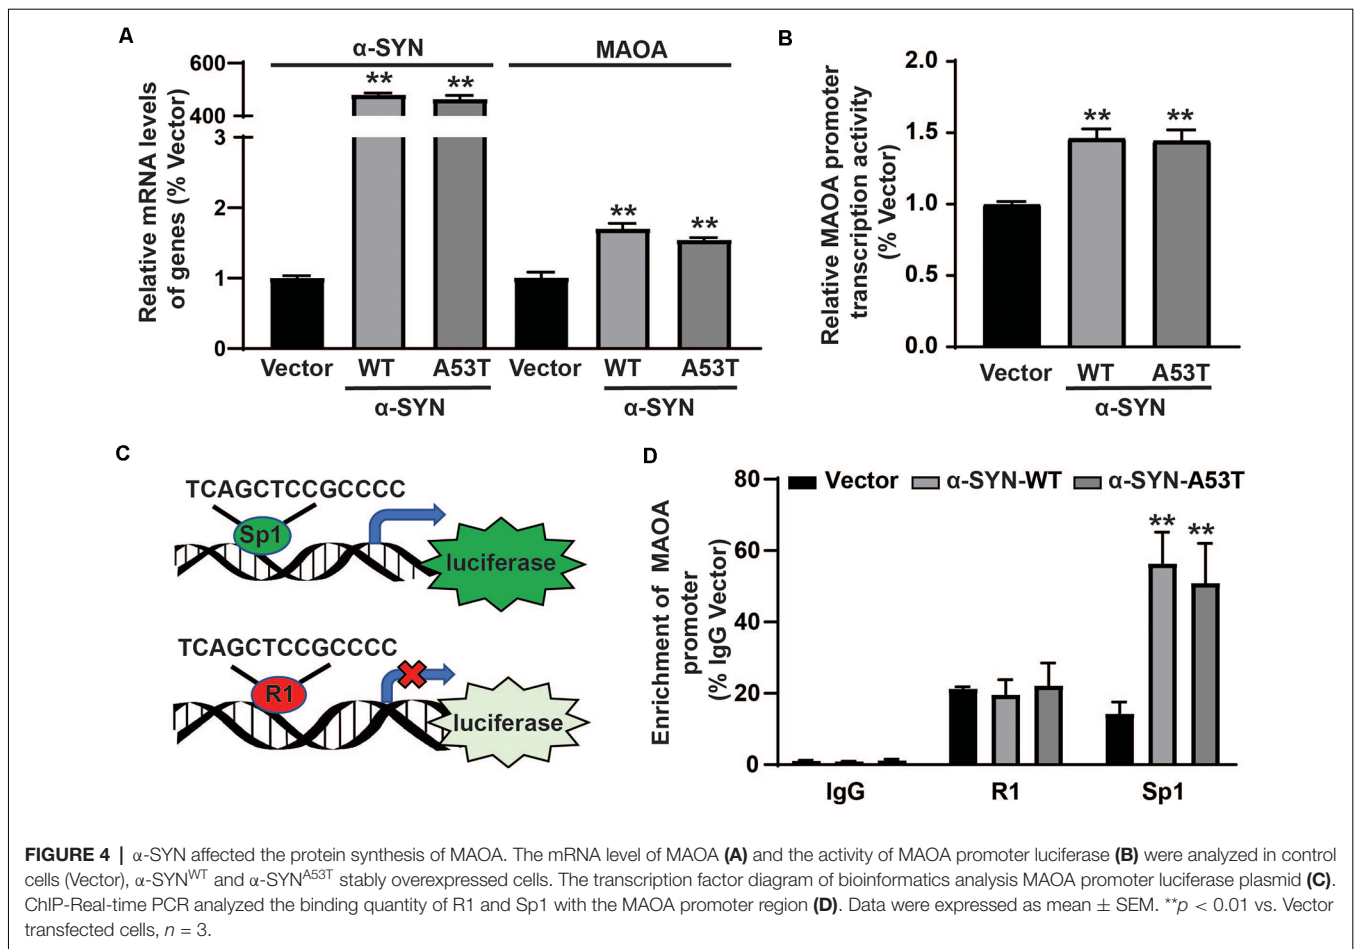 A
α-SYN
MAOA
Relative mRNA levels
of genes (% Vector)
600
400
3
2
1
0
**
**
**
**
Vector
WT
A53T
Vector
WT
A53T
α-SYN
α-SYN
B
Relative MAOA promoter
transcription activity
(% Vector)
2.0
1.5
1.0
0.5
0.0
**
**
Vector
WT
A53T
α-SYN
C
TCAGCTCCGCCCC
Sp1
luciferase
TCAGCTCCGCCCC
R1
luciferase
D
Enrichment of MAOA
promoter
(% IgG Vector)
80
60
40
20
0
Vector
α-SYN-WT
α-SYN-A53T
**
**
IgG
R1
Sp1
FIGURE 4 | α-SYN affected the protein synthesis of MAOA. The mRNA level of MAOA (A) and the activity of MAOA promoter luciferase (B) were analyzed in control
cells (Vector), α-SYNWT and α-SYNA53T stably overexpressed cells. The transcription factor diagram of bioinformatics analysis MAOA promoter luciferase plasmid (C).
ChIP-Real-time PCR analyzed the binding quantity of R1 and Sp1 with the MAOA promoter region (D). Data were expressed as mean ± SEM. **p < 0.01 vs. Vector
transfected cells, n = 3.